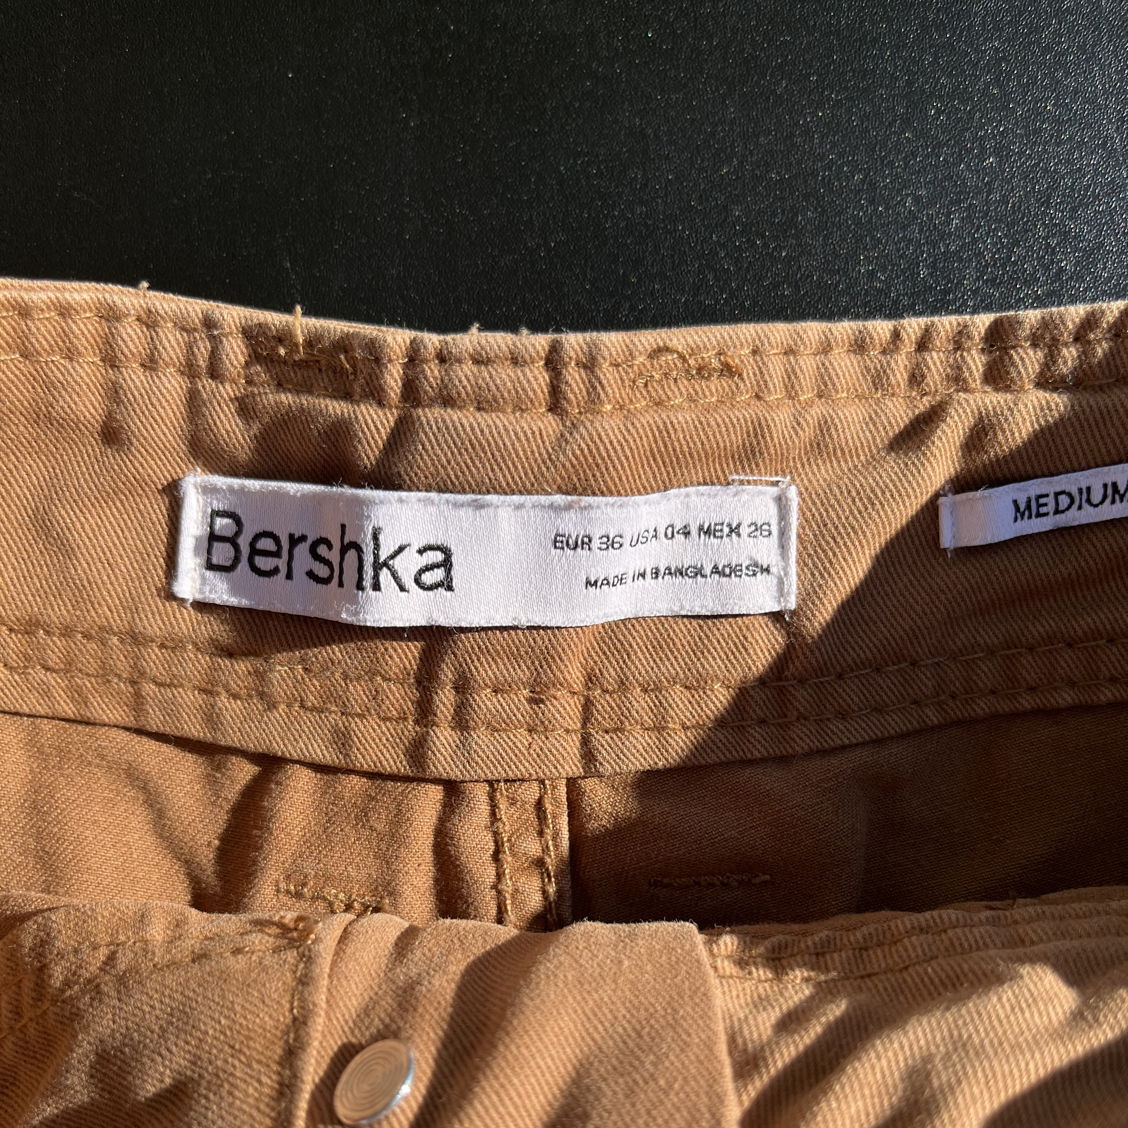 Bershka
EUR 36 USA 04 MEX 26
MADE IN BANGLADESH
MEDIUM